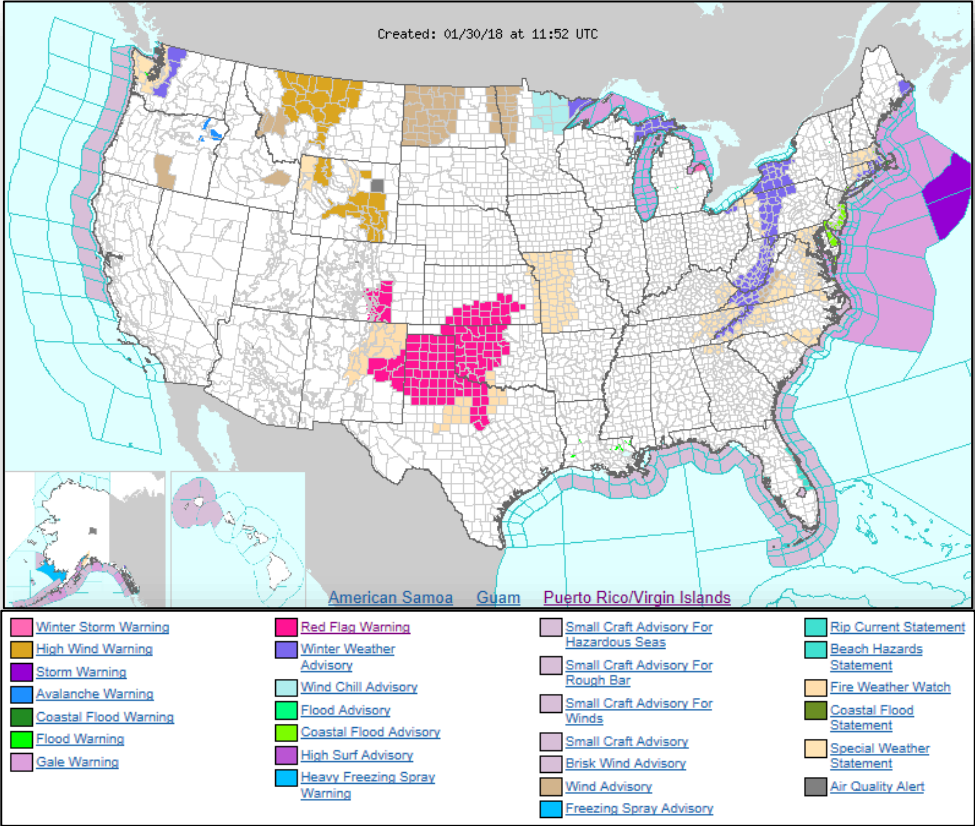 Created: 01/30/18 at 11:52 UTC
American Samoa Guam Puerto Rico/Virgin Islands
Winter Storm Warning
High Wind Warning
Storm Warning
Avalanche Warning
Coastal Flood Warning
Flood Warning
Gale Warning
Red Flag Warning
Winter Weather
Advisory
Wind Chill Advisory
Flood Advisory
Coastal Flood Advisory
High Surf Advisory
Heavy Freezing Spray
Warning
Small Craft Advisory For
Hazardous Seas
Small Craft Advisory For
Rough Bar
Small Craft Advisory For
Winds
Small Craft Advisory
Brisk Wind Advisory
Wind Advisory
Freezing Spray Advisory
Rip Current Statement
Beach Hazards
Statement
Fire Weather Watch
Coastal Flood
Statement
Special Weather
Statement
Air Quality Alert